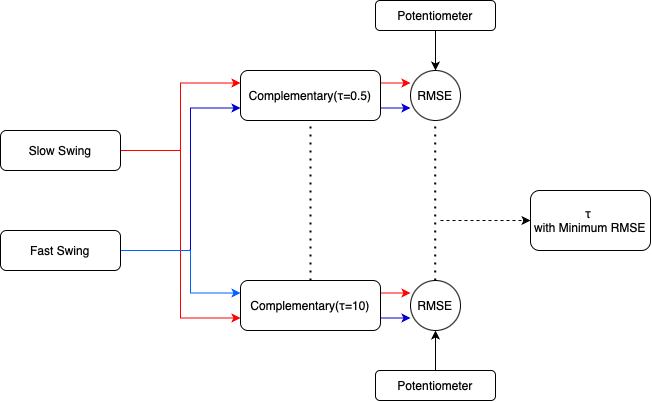 Potentiometer
Complementary(τ=0.5)
RMSE
Slow Swing
Fast Swing
τ
with Minimum RMSE
Complementary(τ=10)
RMSE
Potentiometer